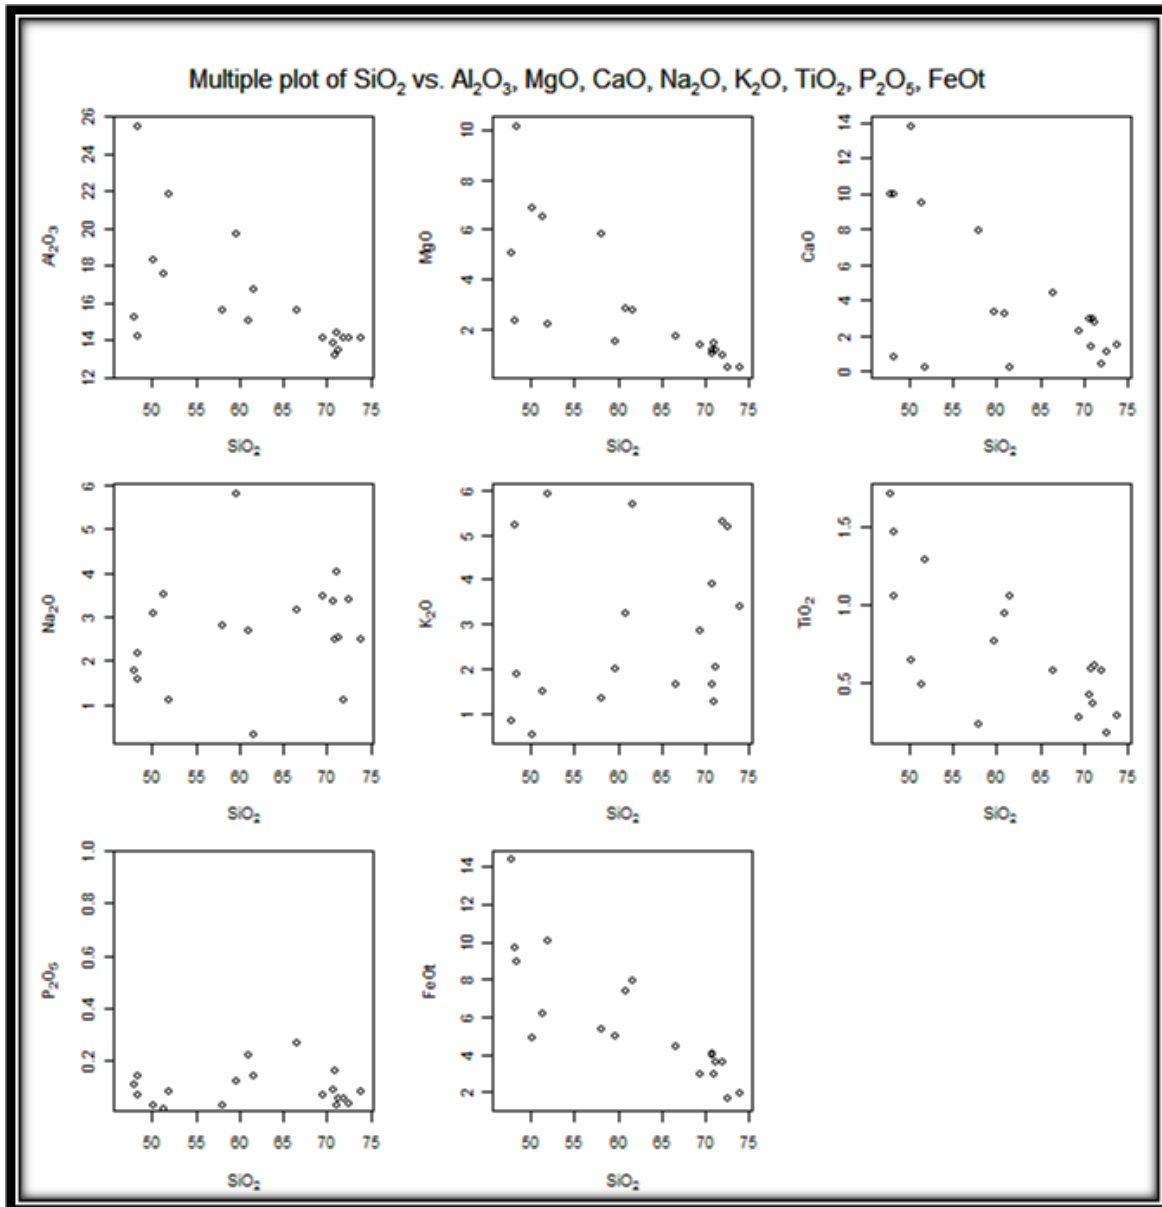 Multiple plot of SiO₂ vs. Al₂O₃, MgO, CaO, Na₂O, K₂O, TiO₂, P₂O₅, FeOt
Al₂O₃
12 14 16 18 20 22 24 26
50 55 60 65 70 75
SiO₂
MgO
2 4 6 8 10
50 55 60 65 70 75
SiO₂
CaO
0 2 4 6 8 10 12 14
50 55 60 65 70 75
SiO₂
Na₂O
1 2 3 4 5 6
50 55 60 65 70 75
SiO₂
K₂O
1 2 3 4 5 6
50 55 60 65 70 75
SiO₂
TiO₂
0.5 1.0 1.5
50 55 60 65 70 75
SiO₂
P₂O₅
0.2 0.4 0.6 0.8 1.0
50 55 60 65 70 75
SiO₂
FeOt
2 4 6 8 10 12 14
50 55 60 65 70 75
SiO₂